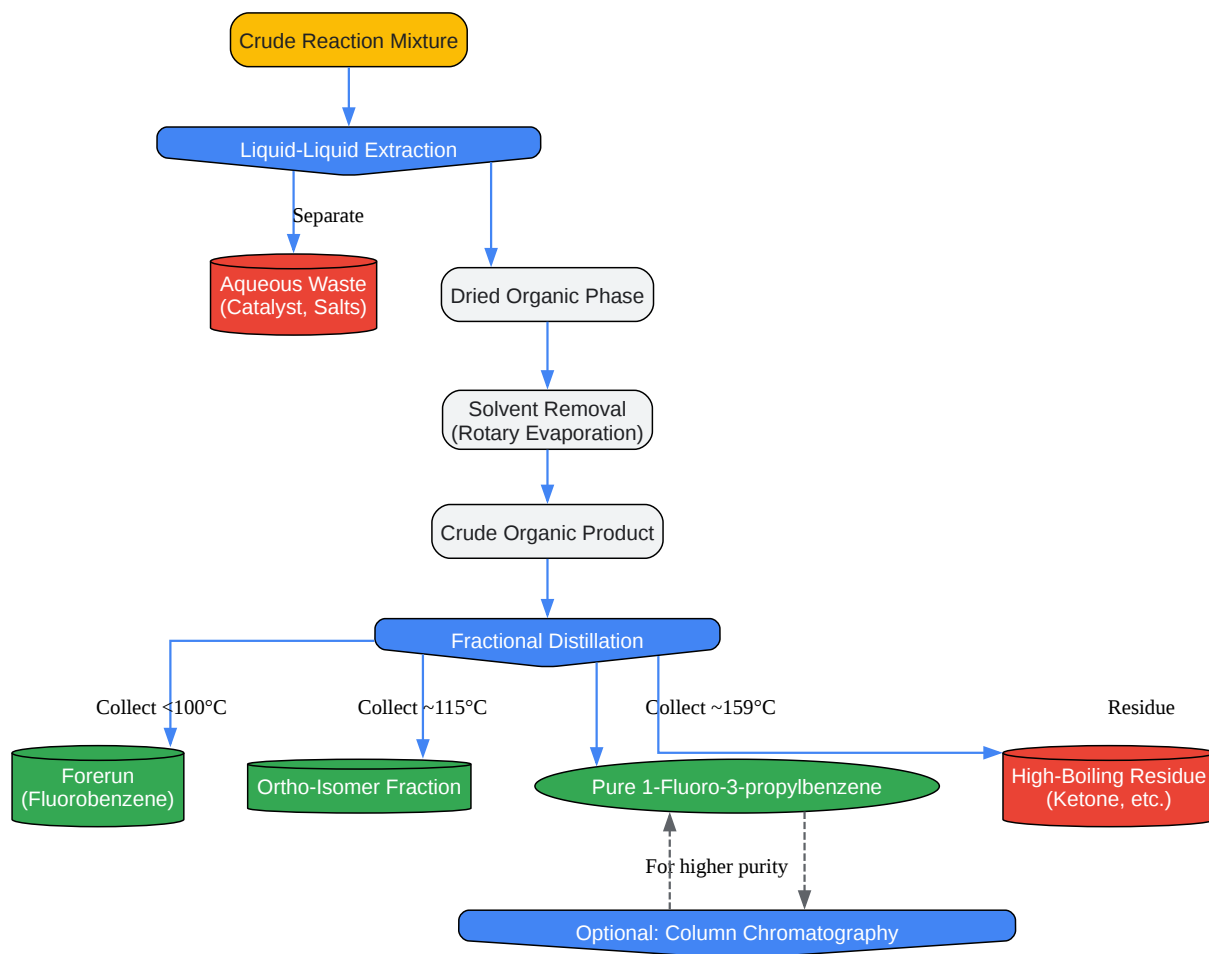 Crude Reaction Mixture
Liquid-Liquid Extraction
Separate
Aqueous Waste
(Catalyst, Salts)
Dried Organic Phase
Solvent Removal
(Rotary Evaporation)
Crude Organic Product
Fractional Distillation
Collect <100°C
Collect ~115°C
Collect ~159°C
Residue
Forerun
(Fluorobenzene)
Ortho-Isomer Fraction
Pure 1-Fluoro-3-propylbenzene
High-Boiling Residue
(Ketone, etc.)
For higher purity
Optional: Column Chromatography